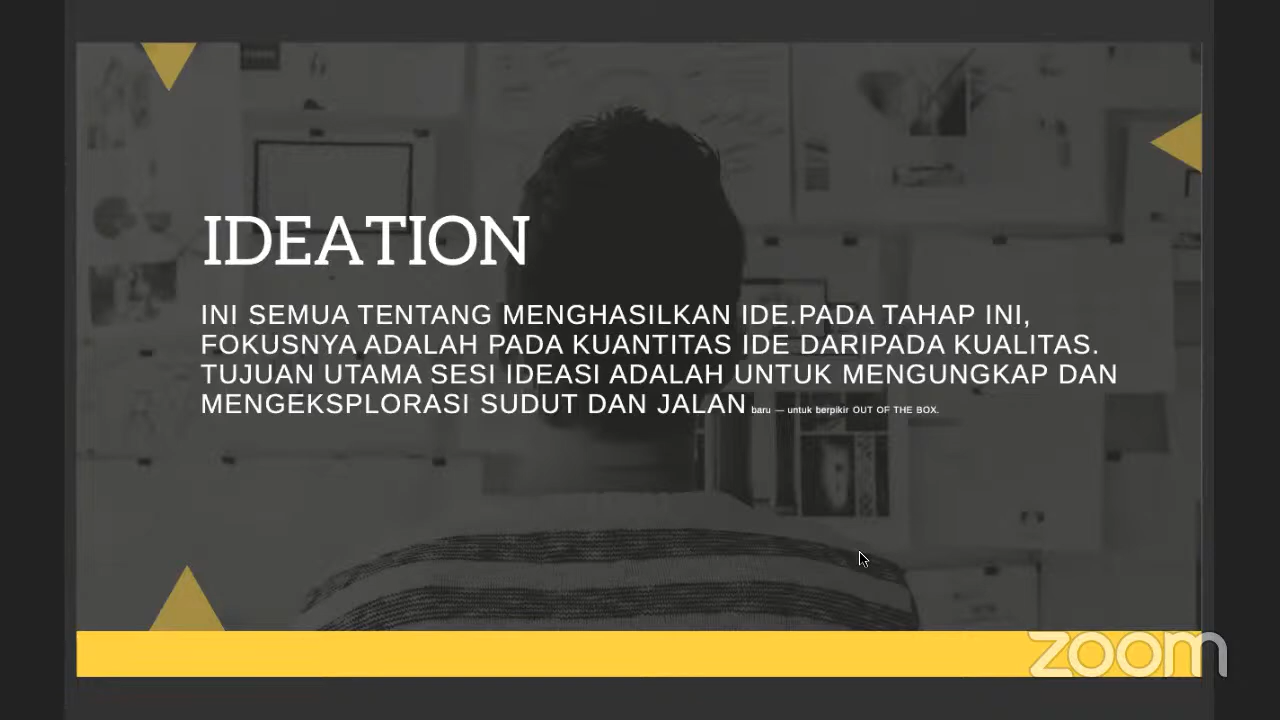 IDEATION
INI SEMUA TENTANG MENGHASILKAN IDE.PADA TAHAP INI,
FOKUSNYA ADALAH PADA KUANTITAS IDE DARIPADA KUALITAS.
TUJUAN UTAMA SESI IDEASI ADALAH UNTUK MENGUNGKAP DAN
MENGEKSPLORASI SUDUT DAN JALAN baru — untuk berpikir OUT OF THE BOX.
zoom